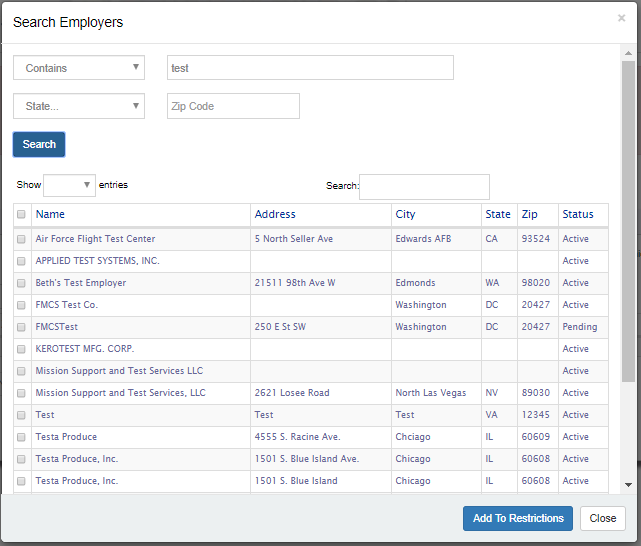 Search Employers ×
Contains test
State... Zip Code
Search
Show entries Search:
Name Address City State Zip Status
Air Force Flight Test Center 5 North Seller Ave Edwards AFB CA 93524 Active
APPLIED TEST SYSTEMS, INC. Active
Beth's Test Employer 21511 98th Ave W Edmonds WA 98020 Active
FMCS Test Co. Washington DC 20427 Active
FMCSTest 250 E St SW Washington DC 20427 Pending
KEROTEST MFG. CORP. Active
Mission Support and Test Services LLC Active
Mission Support and Test Services, LLC 2621 Losee Road North Las Vegas NV 89030 Active
Test Test Test VA 12345 Active
Testa Produce 4555 S. Racine Ave. Chciago IL 60609 Active
Testa Produce, Inc. 1501 S. Blue Island Ave. Chicago IL 60608 Active
Testa Produce, Inc. 1501 S. Blue Island Chicago IL 60608 Active
Add To Restrictions Close